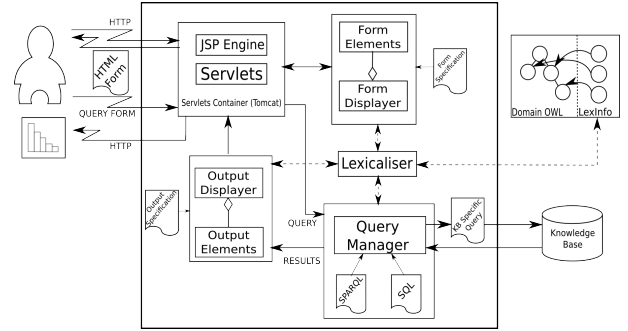 HTTP
HTML
Form
QUERY FORM
HTTP
JSP Engine
Servlets
Servlets Container (Tomcat)
Form
Elements
Form
Displayer
Form
Specification
Domain OWL
LexInfo
Output
Displayer
Output
Elements
Output
Specification
Lexicaliser
QUERY
RESULTS
Query
Manager
SPARQL
SQL
KB Specific
Query
Knowledge
Base